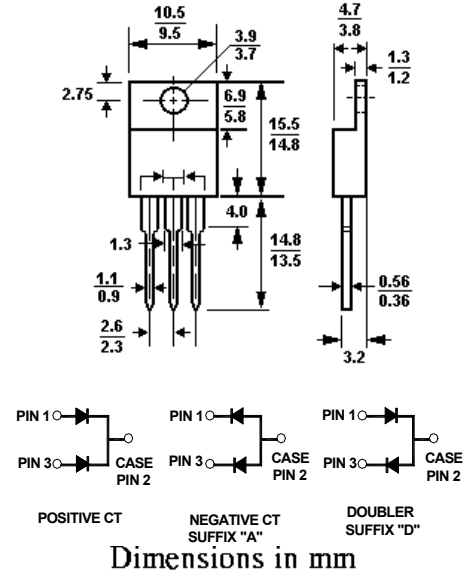 10.5
9.5
4.7
3.8
3.9
3.7
1.3
1.2
2.75
6.9
5.8
15.5
14.8
4.0
1.3
14.8
13.5
1.1
0.9
0.56
0.36
2.6
2.3
3.2
PIN 1
PIN 3
CASE
PIN 2
POSITIVE CT
PIN 1
PIN 3
CASE
PIN 2
NEGATIVE CT
SUFFIX "A"
PIN 1
PIN 3
CASE
PIN 2
DOUBLER
SUFFIX "D"
Dimensions in mm